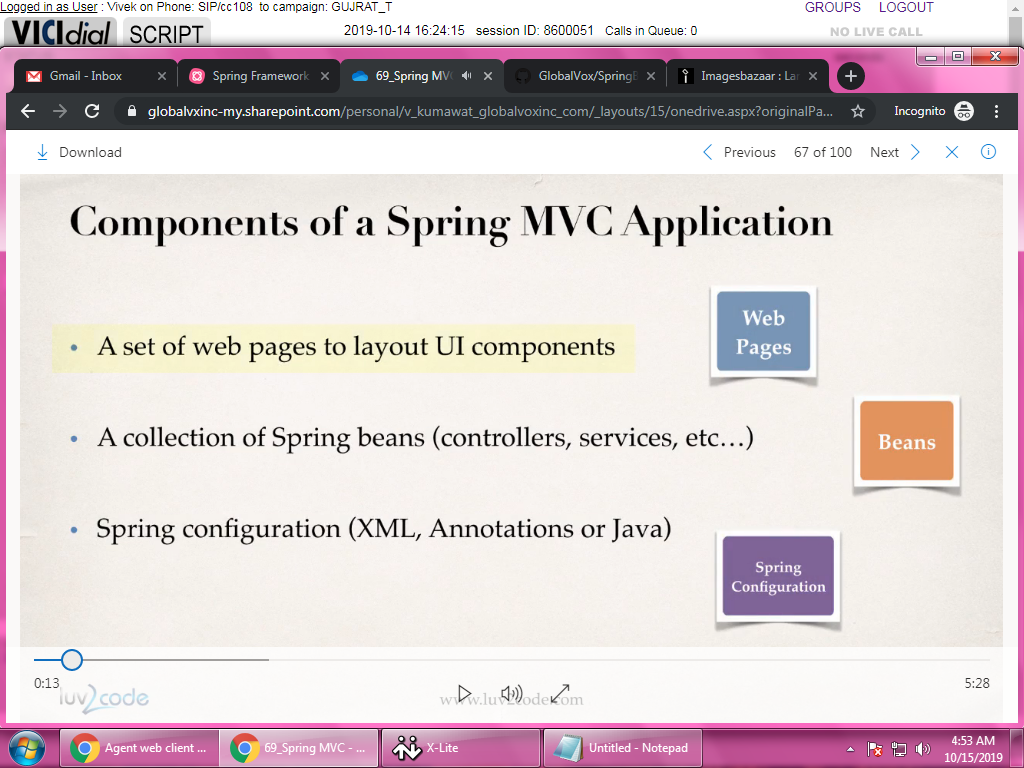 Logged in as User : Vivek on Phone: SIP/cc108 to campaign: GUJRAT_T GROUPS LOGOUT
VICIdial SCRIPT 2019-10-14 16:24:15 session ID: 8600051 Calls in Queue: 0 NO LIVE CALL
Gmail - Inbox 69_Spring MV GlobalVox/Spring Imagesbazaar : Lar
Spring Framework
globalvxinc-my.sharepoint.com/personal/v_kumawat_globalvoxinc_com/_layouts/15/onedrive.aspx?originalPa... Incognito
Download Previous 67 of 100 Next
Components of a Spring MVC Application
Web
Pages
• A set of web pages to layout UI components
• A collection of Spring beans (controllers, services, etc…)
Beans
• Spring configuration (XML, Annotations or Java)
Spring
Configuration
0:13 5:28
luv2code www.luv2code.com
Agent web client ... 69_Spring MVC - ... X-Lite Untitled - Notepad
4:53 AM
10/15/2019